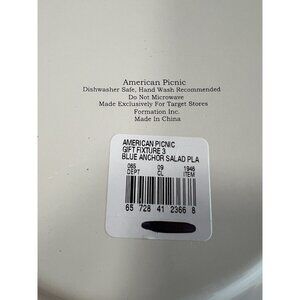 American Picnic
Dishwasher Safe, Hand Wash Recommended
Do Not Microwave
Made Exclusively For Target Stores
Formation Inc.
Made In China
AMERICAN PICNIC
GIFT FIXTURE 3
BLUE ANCHOR SALAD PLA
065 09 1946
DEPT CL ITEM
65 728 41 2366 8